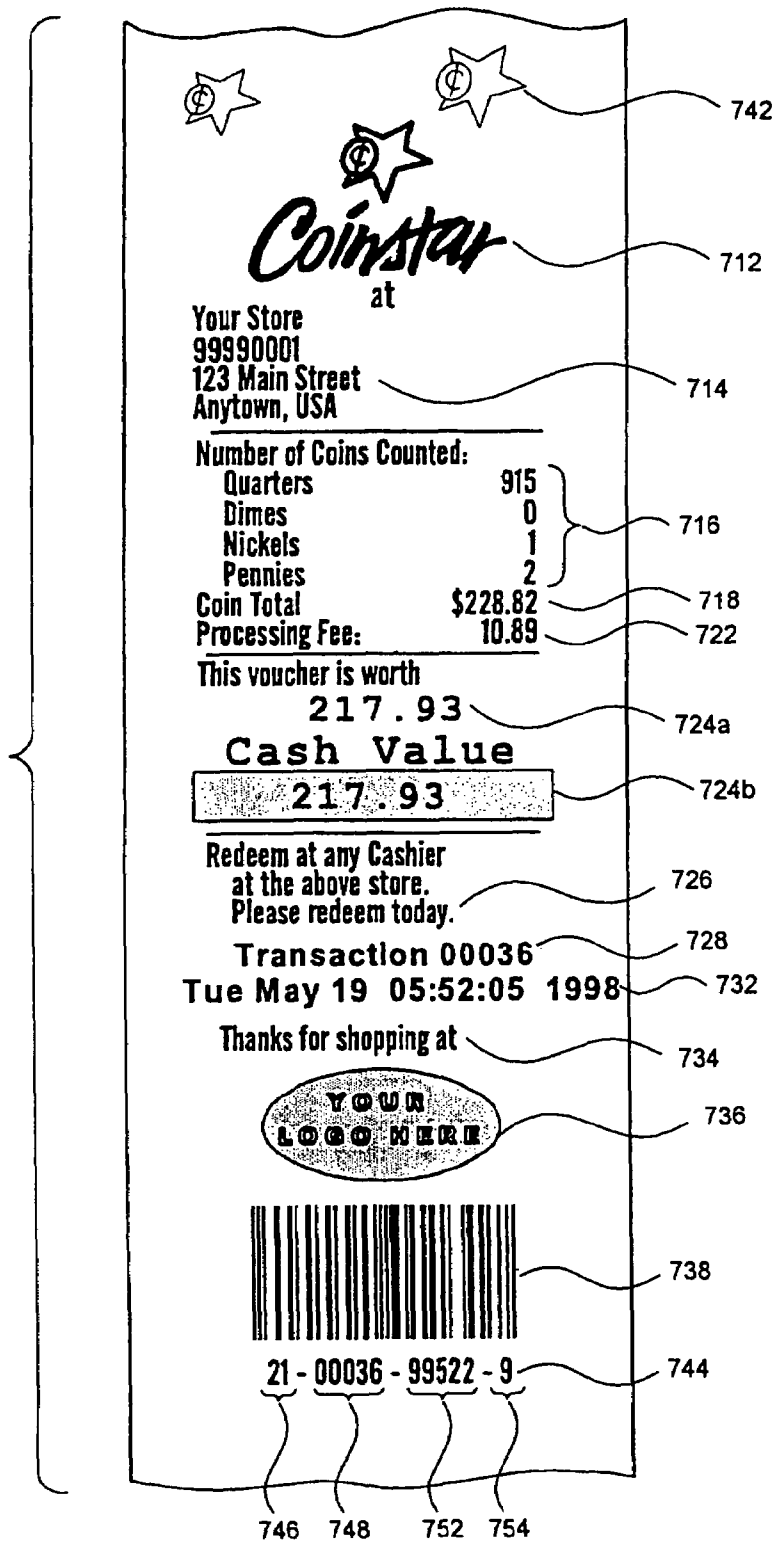 ¢ ¢ 742
¢
Coinstar 712
at
Your Store
99990001
123 Main Street 714
Anytown, USA
Number of Coins Counted:
Quarters 915
Dimes 0
Nickels 1 716
Pennies 2
Coin Total $228.82 718
Processing Fee: 10.89 722
This voucher is worth
217.93 724a
Cash Value
217.93 724b
Redeem at any Cashier
at the above store. 726
Please redeem today.
Transaction 00036 728
Tue May 19 05:52:05 1998 732
Thanks for shopping at 734
YOUR
LOGO HERE 736
738
21 - 00036 - 99522 - 9 744
746 748 752 754